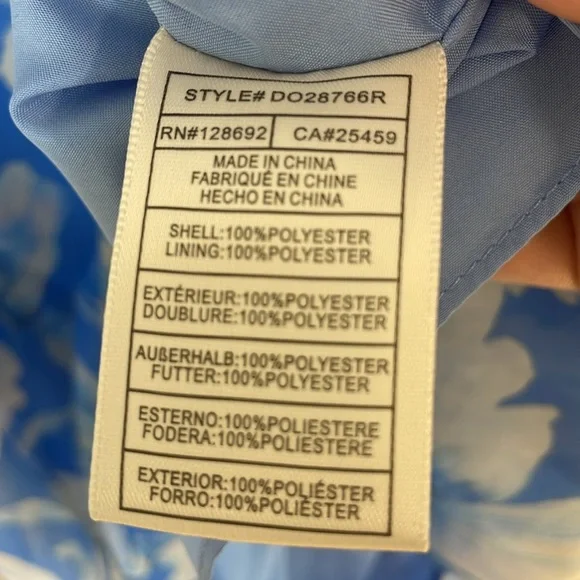 STYLE# DO28766R
RN#128692 CA#25459
MADE IN CHINA
FABRIQUÉ EN CHINE
HECHO EN CHINA
SHELL:100%POLYESTER
LINING:100%POLYESTER
EXTÉRIEUR:100%POLYESTER
DOUBLURE:100%POLYESTER
AUßERHALB:100%POLYESTER
FUTTER:100%POLYESTER
ESTERNO:100%POLIESTERE
FODERA:100%POLIESTERE
EXTERIOR:100%POLIÉSTER
FORRO:100%POLIÉSTER